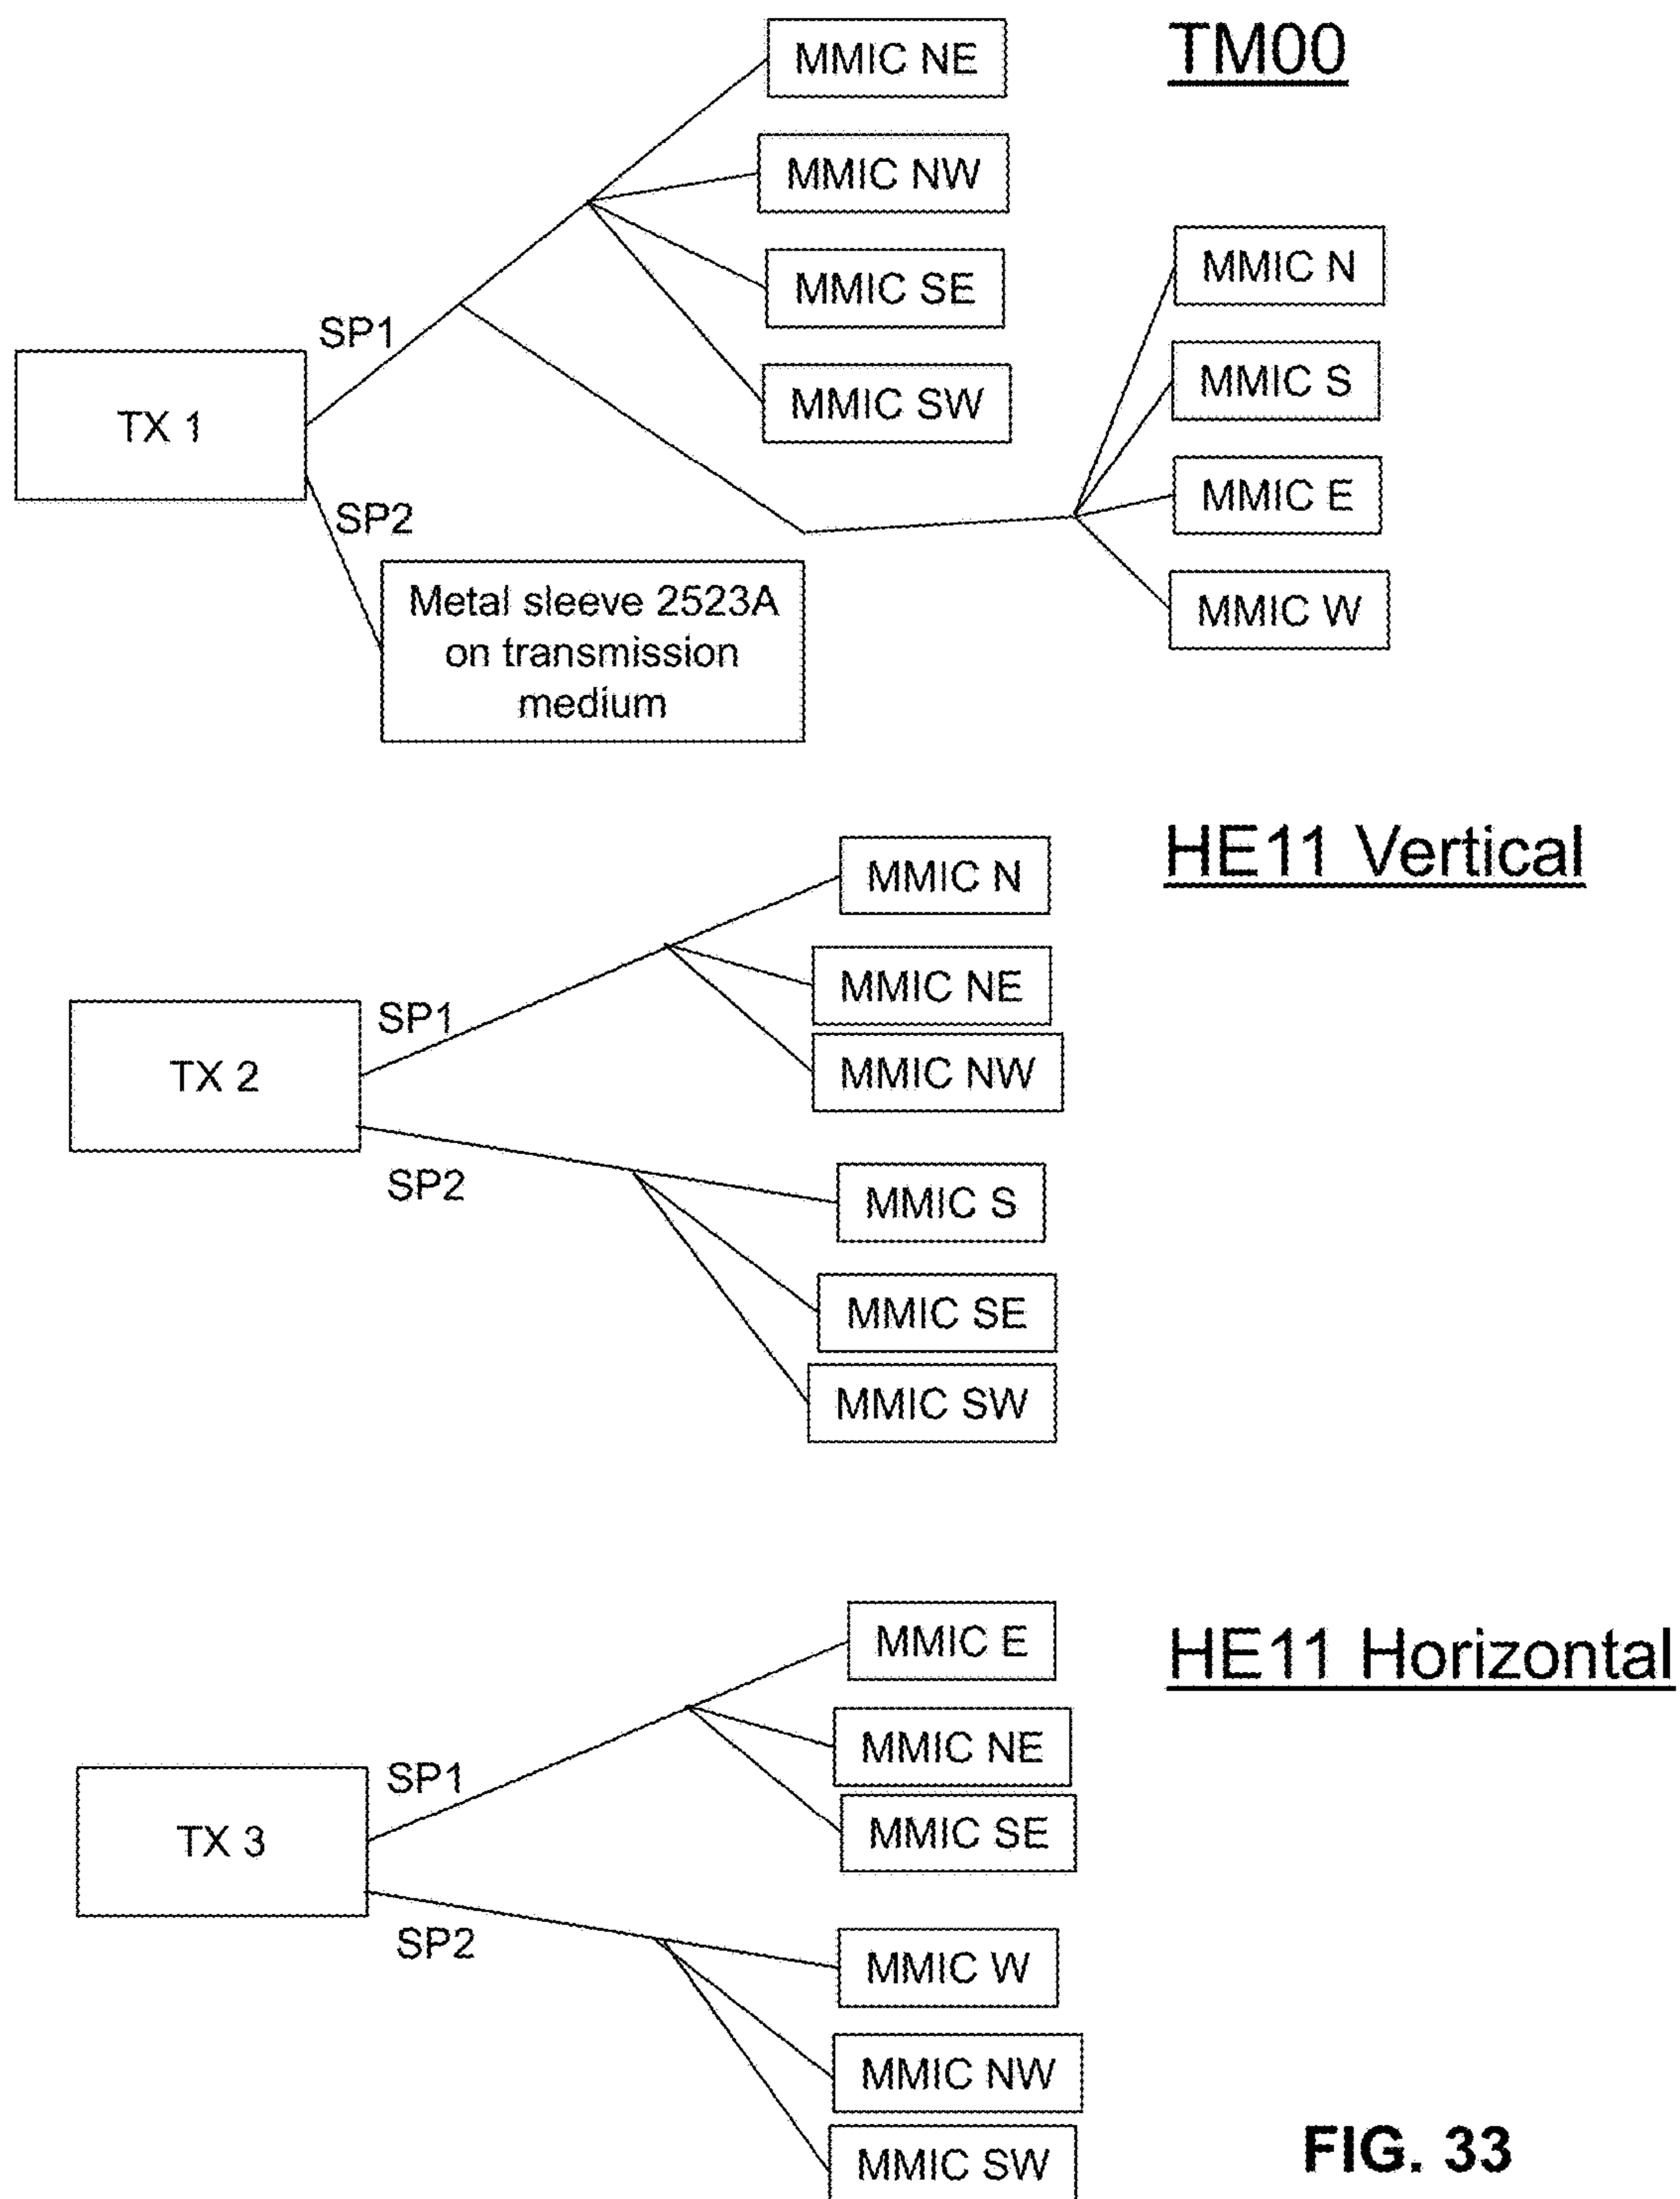 TM00
MMIC NE
MMIC NW
MMIC SE
MMIC SW
MMIC N
MMIC S
MMIC E
MMIC W
SP1
TX 1
SP2
Metal sleeve 2523A
on transmission
medium
HE11 Vertical
MMIC N
MMIC NE
MMIC NW
SP1
TX 2
SP2
MMIC S
MMIC SE
MMIC SW
HE11 Horizontal
MMIC E
MMIC NE
MMIC SE
SP1
TX 3
SP2
MMIC W
MMIC NW
MMIC SW
FIG. 33